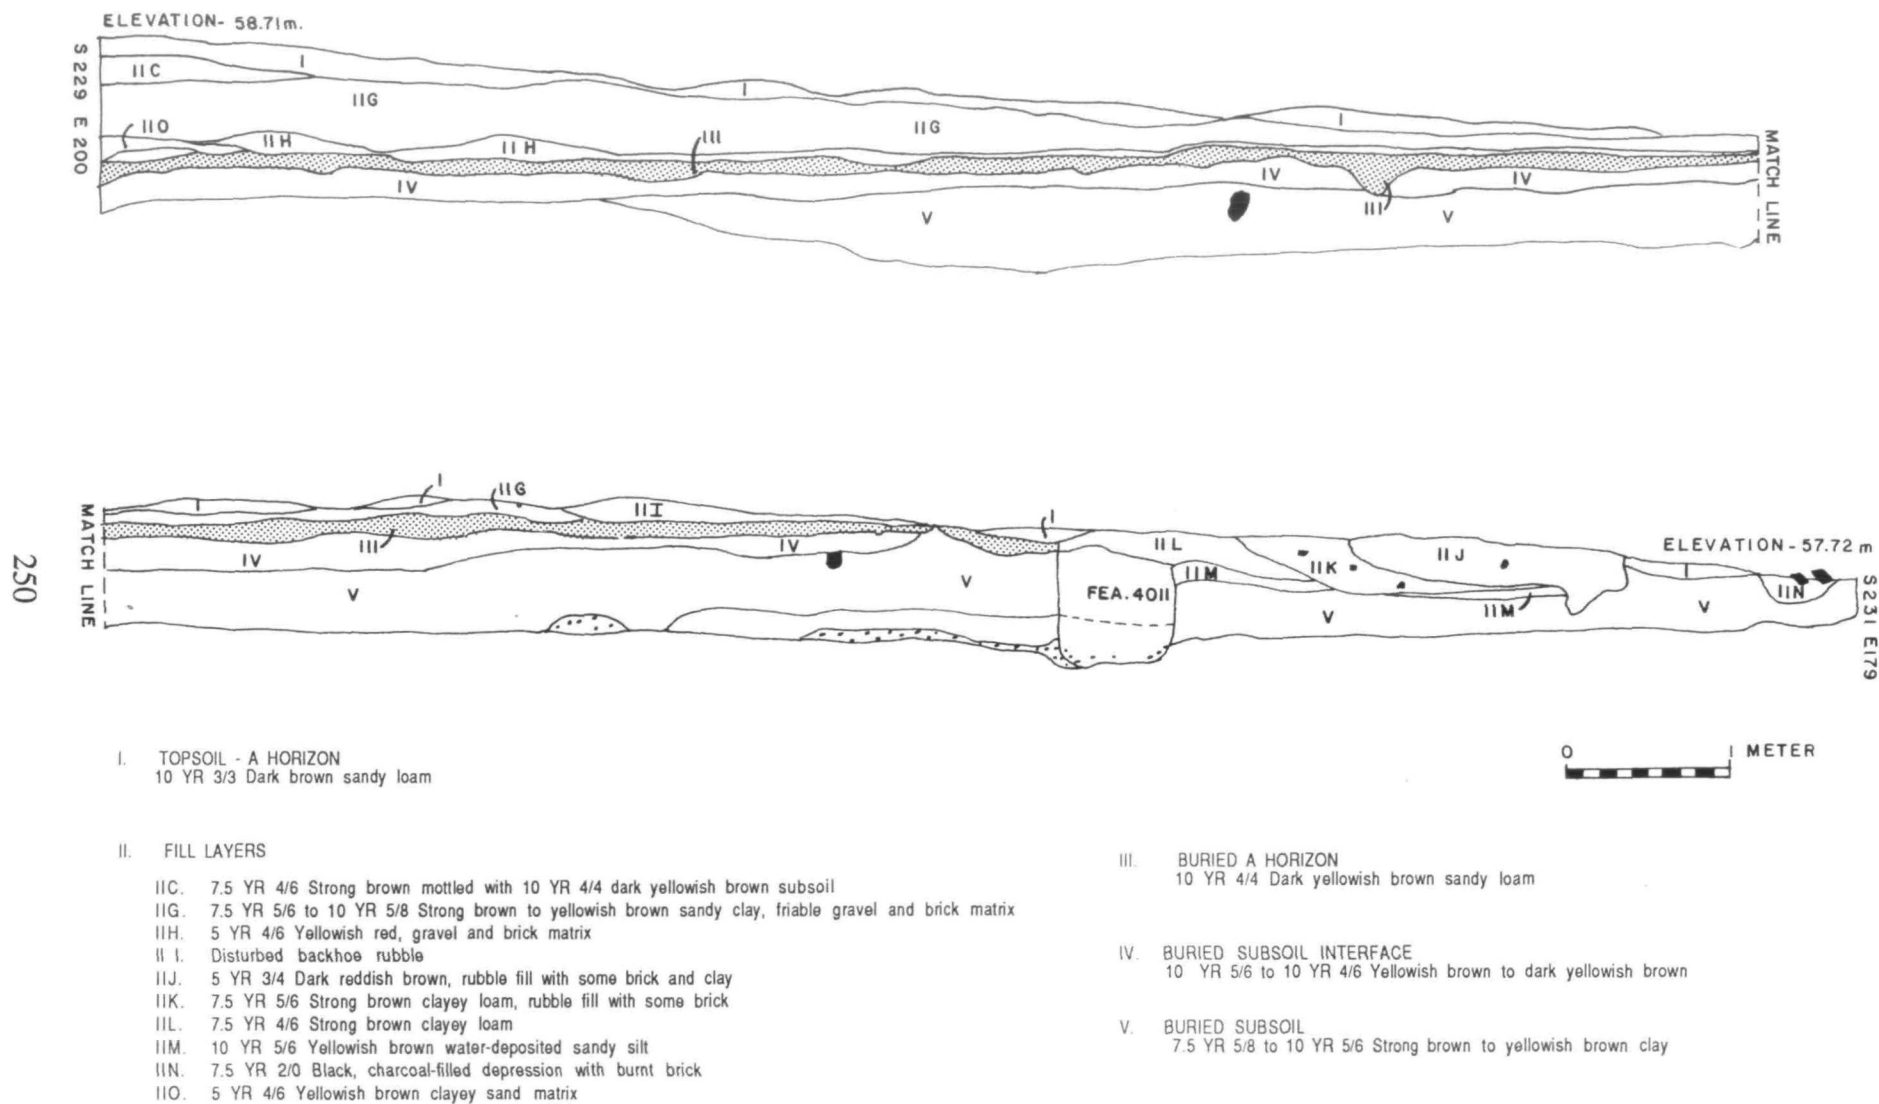 ELEVATION- 58.71m.
S 229 E 200
I
IIC
IIG
I
IIG
I
IIO
IIH
IIH
III
IV
IV
IV
V
III
V
MATCH LINE
MATCH LINE
I
I
IIG
III
III
IV
IV
V
V
I
IIL
IIK
IIJ
IIM
FEA. 4011
IIM
V
I
V
IIN
ELEVATION-57.72 m
S231 E179
250
0 1 METER
I. TOPSOIL - A HORIZON
10 YR 3/3 Dark brown sandy loam
II. FILL LAYERS
IIC. 7.5 YR 4/6 Strong brown mottled with 10 YR 4/4 dark yellowish brown subsoil
IIG. 7.5 YR 5/6 to 10 YR 5/8 Strong brown to yellowish brown sandy clay, friable gravel and brick matrix
IIH. 5 YR 4/6 Yellowish red, gravel and brick matrix
II I. Disturbed backhoe rubble
IIJ. 5 YR 3/4 Dark reddish brown, rubble fill with some brick and clay
IIK. 7.5 YR 5/6 Strong brown clayey loam, rubble fill with some brick
IIL. 7.5 YR 4/6 Strong brown clayey loam
IIM. 10 YR 5/6 Yellowish brown water-deposited sandy silt
IIN. 7.5 YR 2/0 Black, charcoal-filled depression with burnt brick
IIO. 5 YR 4/6 Yellowish brown clayey sand matrix
III. BURIED A HORIZON
10 YR 4/4 Dark yellowish brown sandy loam
IV. BURIED SUBSOIL INTERFACE
10 YR 5/6 to 10 YR 4/6 Yellowish brown to dark yellowish brown
V. BURIED SUBSOIL
7.5 YR 5/8 to 10 YR 5/6 Strong brown to yellowish brown clay